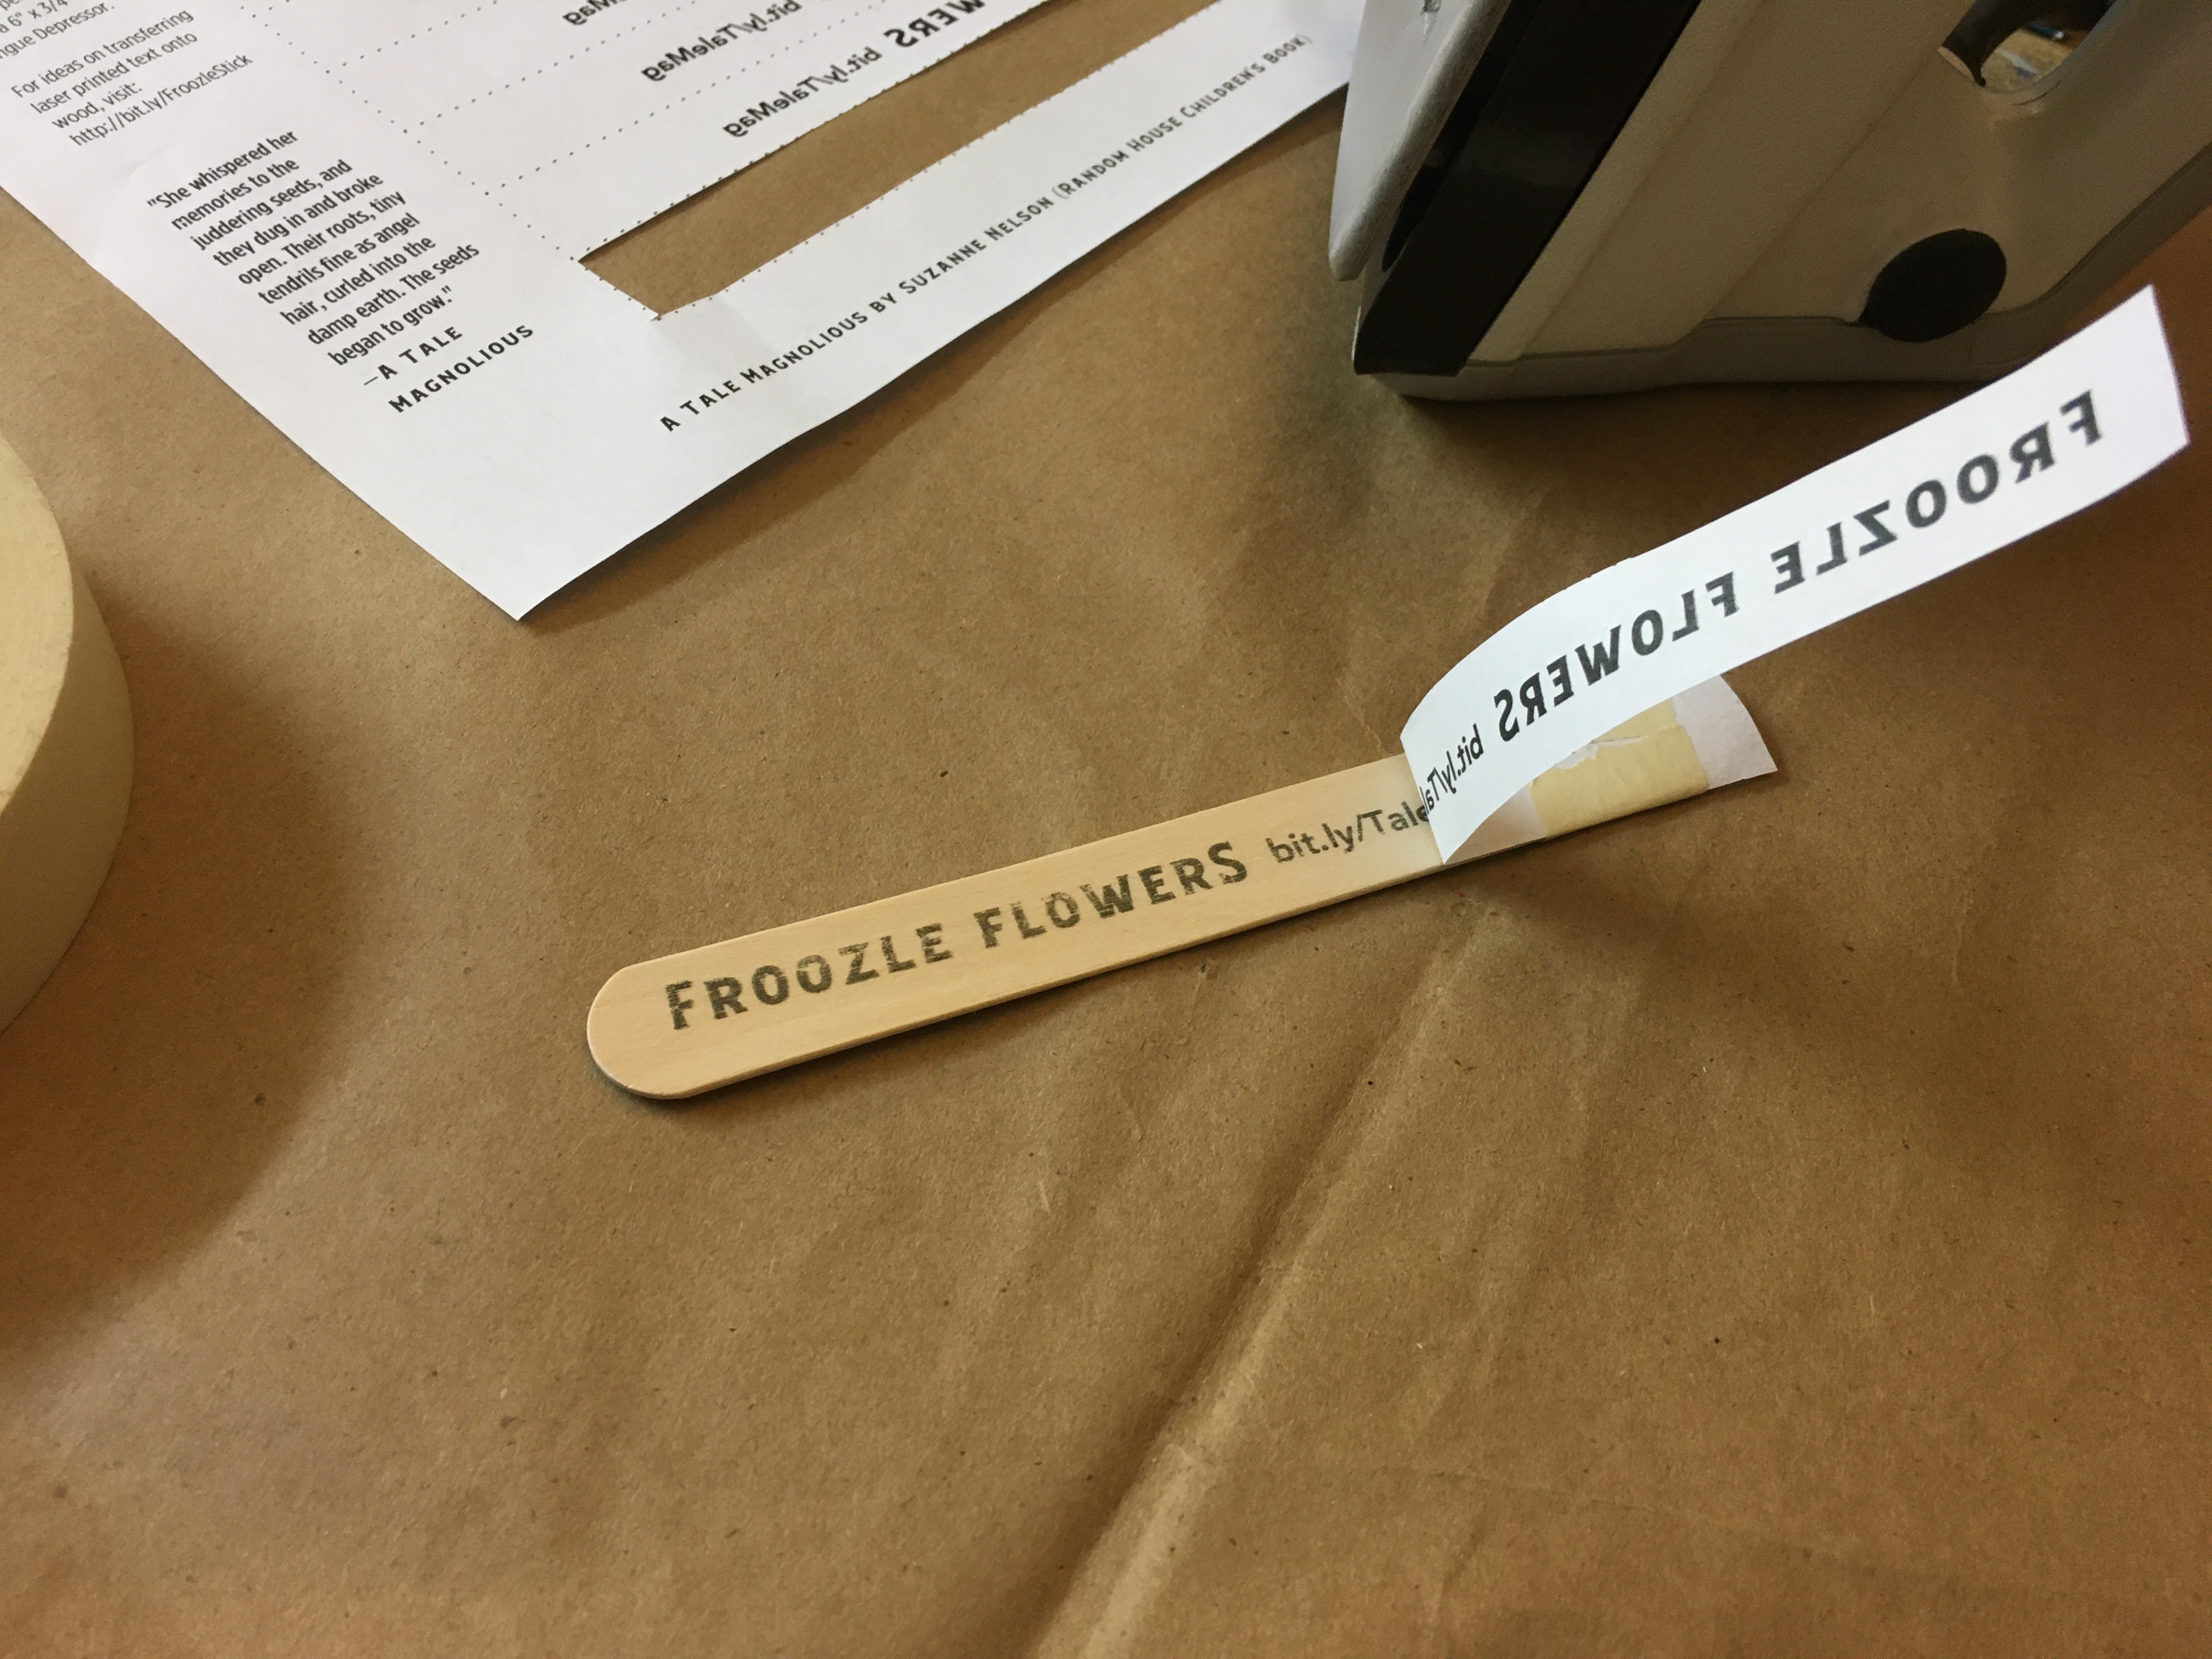 a 6" x 3/4"
Tongue Depressor.
For ideas on transferring
laser printed text onto
wood, visit:
http://bit.ly/FroozleStick
"She whispered her
memories to the
juddering seeds, and
they dug in and broke
open. Their roots, tiny
tendrils fine as angel
hair, curled into the
damp earth. The seeds
began to grow."
—A TALE
MAGNOLIOUS
bit.ly/TaleMag
WERS bit.ly/TaleMag
A TALE MAGNOLIOUS BY SUZANNE NELSON (RANDOM HOUSE CHILDREN'S BOOK)
FROOZLE FLOWERS bit.ly/Ta
FROOZLE FLOWERS bit.ly/Tale